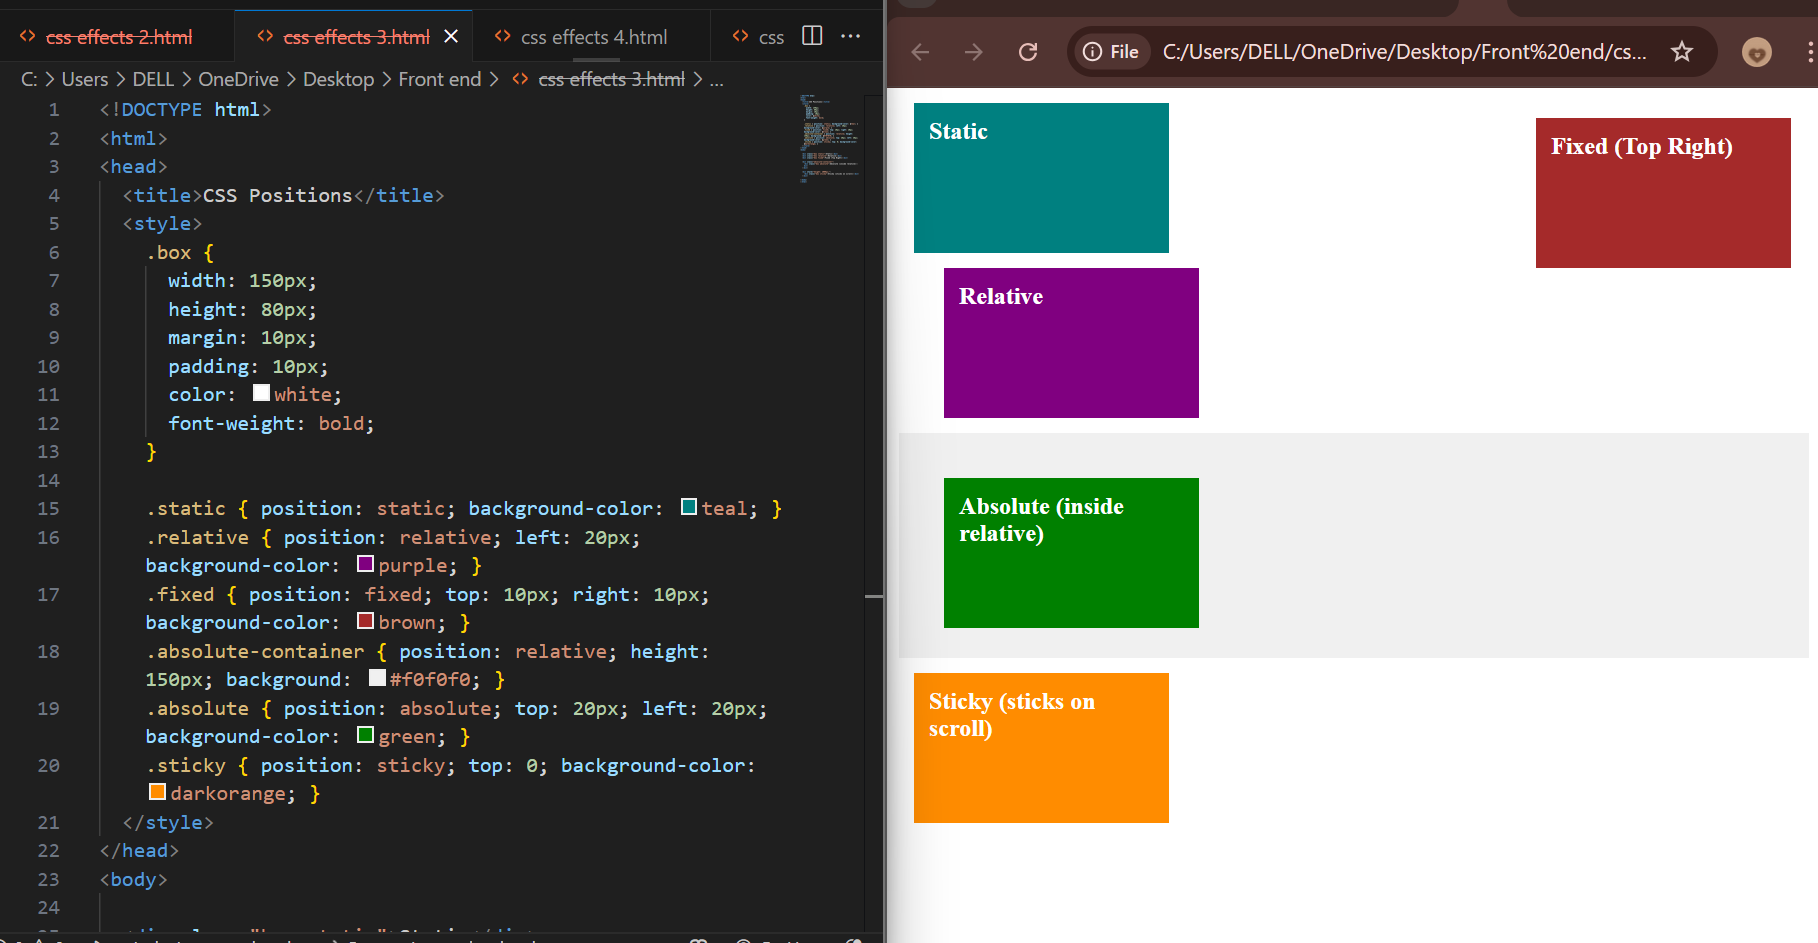 css effects 2.html
css effects 3.html
css effects 4.html
css
C: > Users > DELL > OneDrive > Desktop > Front end > css effects 3.html > ...
1 <!DOCTYPE html>
2 <html>
3 <head>
4 <title>CSS Positions</title>
5 <style>
6 .box {
7 width: 150px;
8 height: 80px;
9 margin: 10px;
10 padding: 10px;
11 color: white;
12 font-weight: bold;
13 }
14
15 .static { position: static; background-color: teal; }
16 .relative { position: relative; left: 20px;
background-color: purple; }
17 .fixed { position: fixed; top: 10px; right: 10px;
background-color: brown; }
18 .absolute-container { position: relative; height:
150px; background: #f0f0f0; }
19 .absolute { position: absolute; top: 20px; left: 20px;
background-color: green; }
20 .sticky { position: sticky; top: 0; background-color:
darkorange; }
21 </style>
22 </head>
23 <body>
24
File
C:/Users/DELL/OneDrive/Desktop/Front%20end/cs...
Static
Fixed (Top Right)
Relative
Absolute (inside
relative)
Sticky (sticks on
scroll)